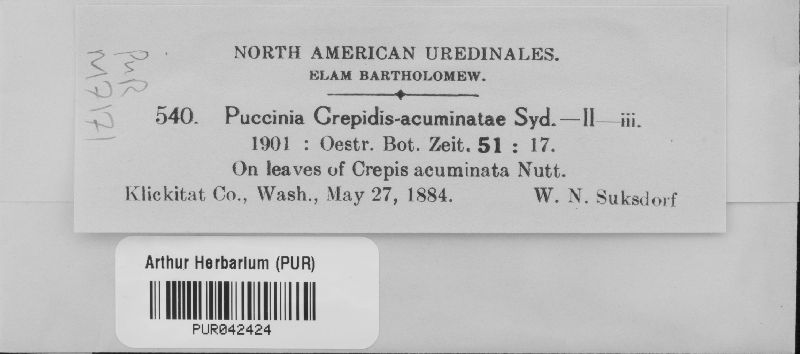 NORTH AMERICAN UREDINALES.
ELAM BARTHOLOMEW.
540. Puccinia Crepidis-acuminatae Syd.—II—iii.
1901 : Oestr. Bot. Zeit. 51 : 17.
On leaves of Crepis acuminata Nutt.
Klickitat Co., Wash., May 27, 1884. W. N. Suksdorf
PUR
M7171
Arthur Herbarium (PUR)
PUR042424